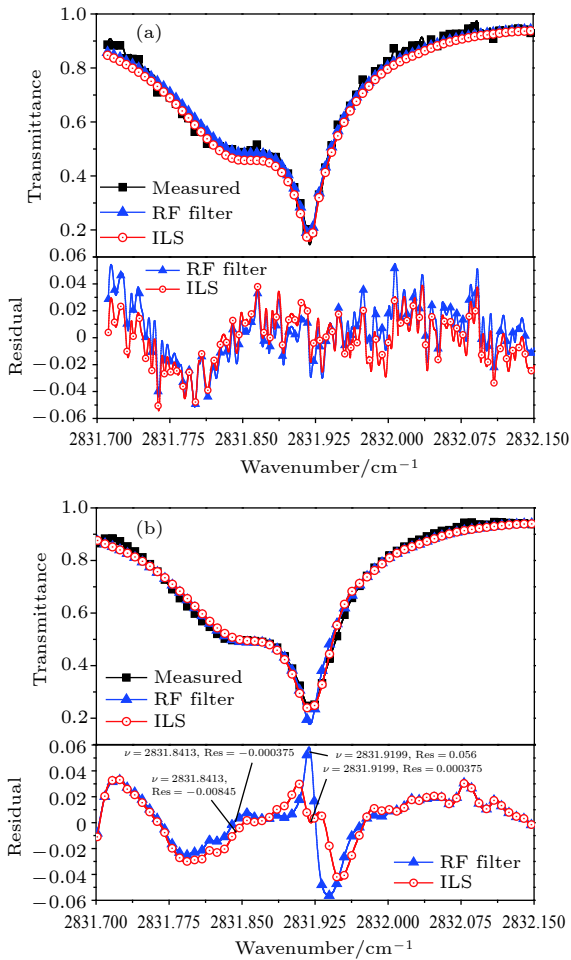 (a)
1.0
0.8
0.6
0.4
0.2
Transmittance
Measured
RF filter
ILS
0.06
0.04
0.02
0
−0.02
−0.04
−0.06
Residual
RF filter
ILS
2831.700 2831.775 2831.850 2831.925 2832.000 2832.075 2832.150
Wavenumber/cm⁻¹
(b)
1.0
0.8
0.6
0.4
0.2
Transmittance
Measured
RF filter
ILS
0.06
0.04
0.02
0
−0.02
−0.04
−0.06
Residual
ν=2831.8413, Res=−0.000375
ν=2831.8413,
Res=−0.00845
ν=2831.9199, Res=0.056
ν=2831.9199, Res=0.000375
RF filter
ILS
2831.700 2831.775 2831.850 2831.925 2832.000 2832.075 2832.150
Wavenumber/cm⁻¹